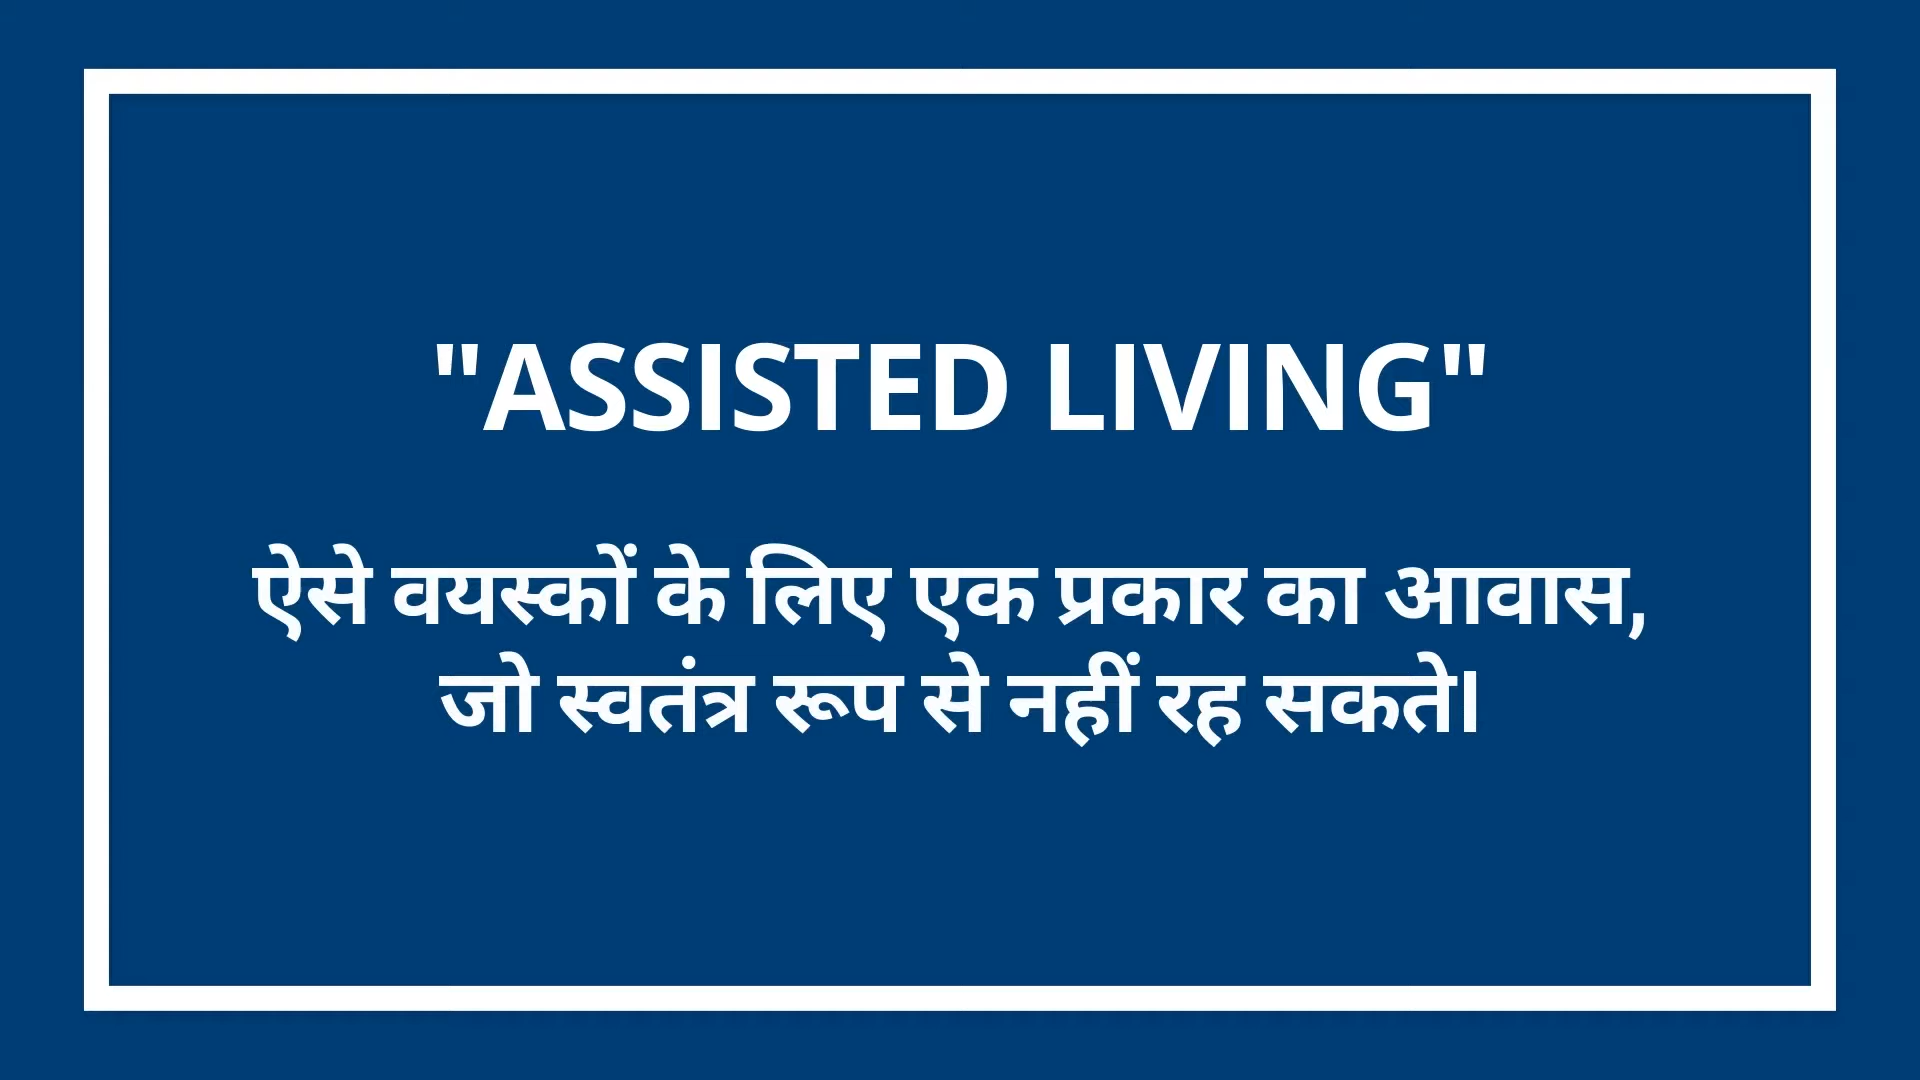 "ASSISTED LIVING"
ऐसे वयस्कों के लिए एक प्रकार का आवास,
जो स्वतंत्र रूप से नहीं रह सकते।